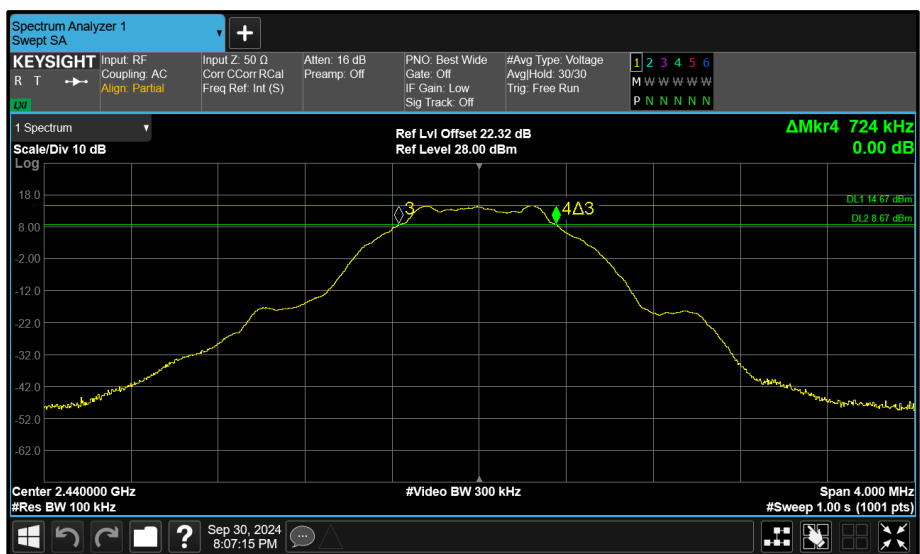 Spectrum Analyzer 1
Swept SA
KEYSIGHT
R T
LXI
Input: RF
Coupling: AC
Align: Partial
Input Z: 50 Ω
Corr CCorr RCal
Freq Ref: Int (S)
Atten: 16 dB
Preamp: Off
PNO: Best Wide
Gate: Off
IF Gain: Low
Sig Track: Off
#Avg Type: Voltage
Avg|Hold: 30/30
Trig: Free Run
1 2 3 4 5 6
M W W W W W
P N N N N N
1 Spectrum
Scale/Div 10 dB
Ref Lvl Offset 22.32 dB
Ref Level 28.00 dBm
ΔMkr4 724 kHz
0.00 dB
Log
18.0
8.00
-2.00
-12.0
-22.0
-32.0
-42.0
-52.0
-62.0
3
4Δ3
DL1 14.67 dBm
DL2 8.67 dBm
Center 2.440000 GHz
#Res BW 100 kHz
#Video BW 300 kHz
Span 4.000 MHz
#Sweep 1.00 s (1001 pts)
?
Sep 30, 2024
8:07:15 PM